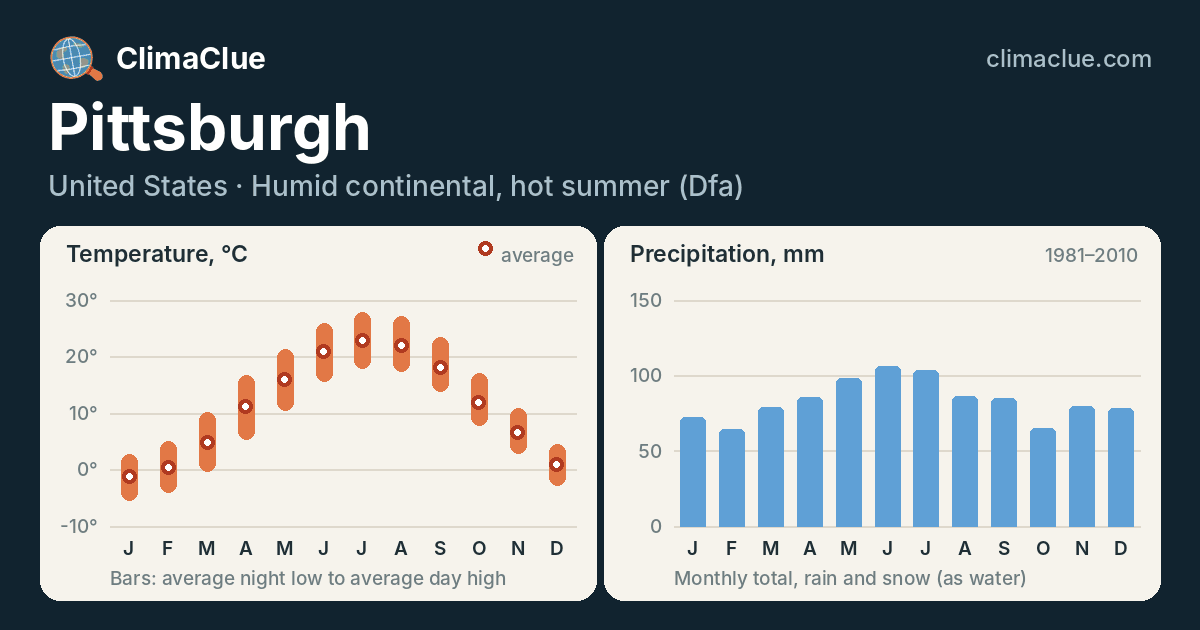 ClimaClue
climaclue.com
Pittsburgh
United States · Humid continental, hot summer (Dfa)
Temperature, °C
average
30°
20°
10°
0°
-10°
J F M A M J J A S O N D
Bars: average night low to average day high
Precipitation, mm
1981–2010
150
100
50
0
J F M A M J J A S O N D
Monthly total, rain and snow (as water)